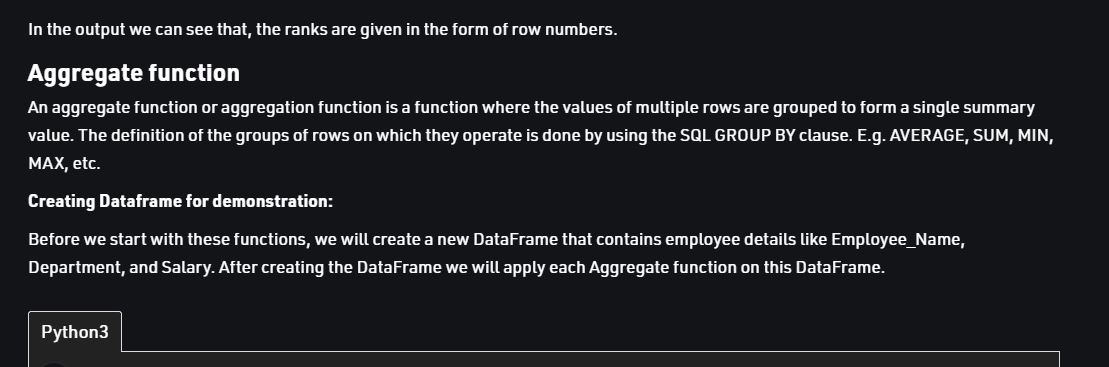 In the output we can see that, the ranks are given in the form of row numbers.
Aggregate function
An aggregate function or aggregation function is a function where the values of multiple rows are grouped to form a single summary
value. The definition of the groups of rows on which they operate is done by using the SQL GROUP BY clause. E.g. AVERAGE, SUM, MIN,
MAX, etc.
Creating Dataframe for demonstration:
Before we start with these functions, we will create a new DataFrame that contains employee details like Employee_Name,
Department, and Salary. After creating the DataFrame we will apply each Aggregate function on this DataFrame.
Python3